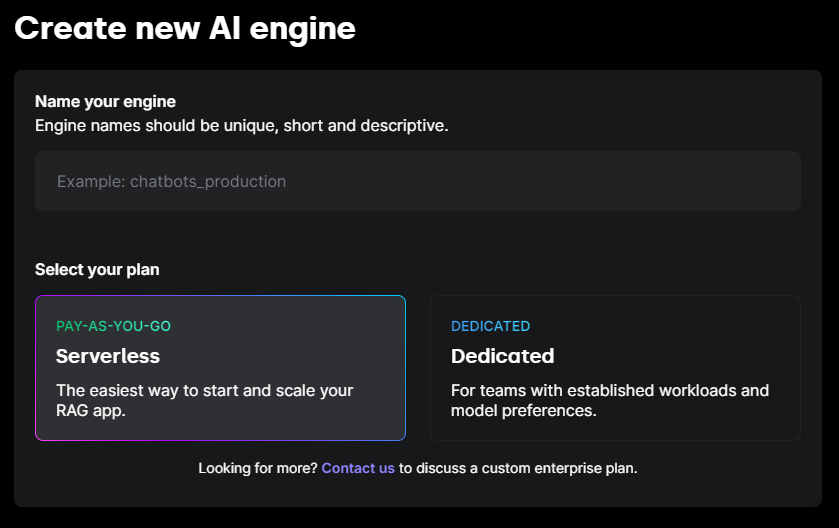 Create new AI engine
Name your engine
Engine names should be unique, short and descriptive.
Example: chatbots_production
Select your plan
PAY-AS-YOU-GO
Serverless
The easiest way to start and scale your
RAG app.
DEDICATED
Dedicated
For teams with established workloads and
model preferences.
Looking for more? Contact us to discuss a custom enterprise plan.